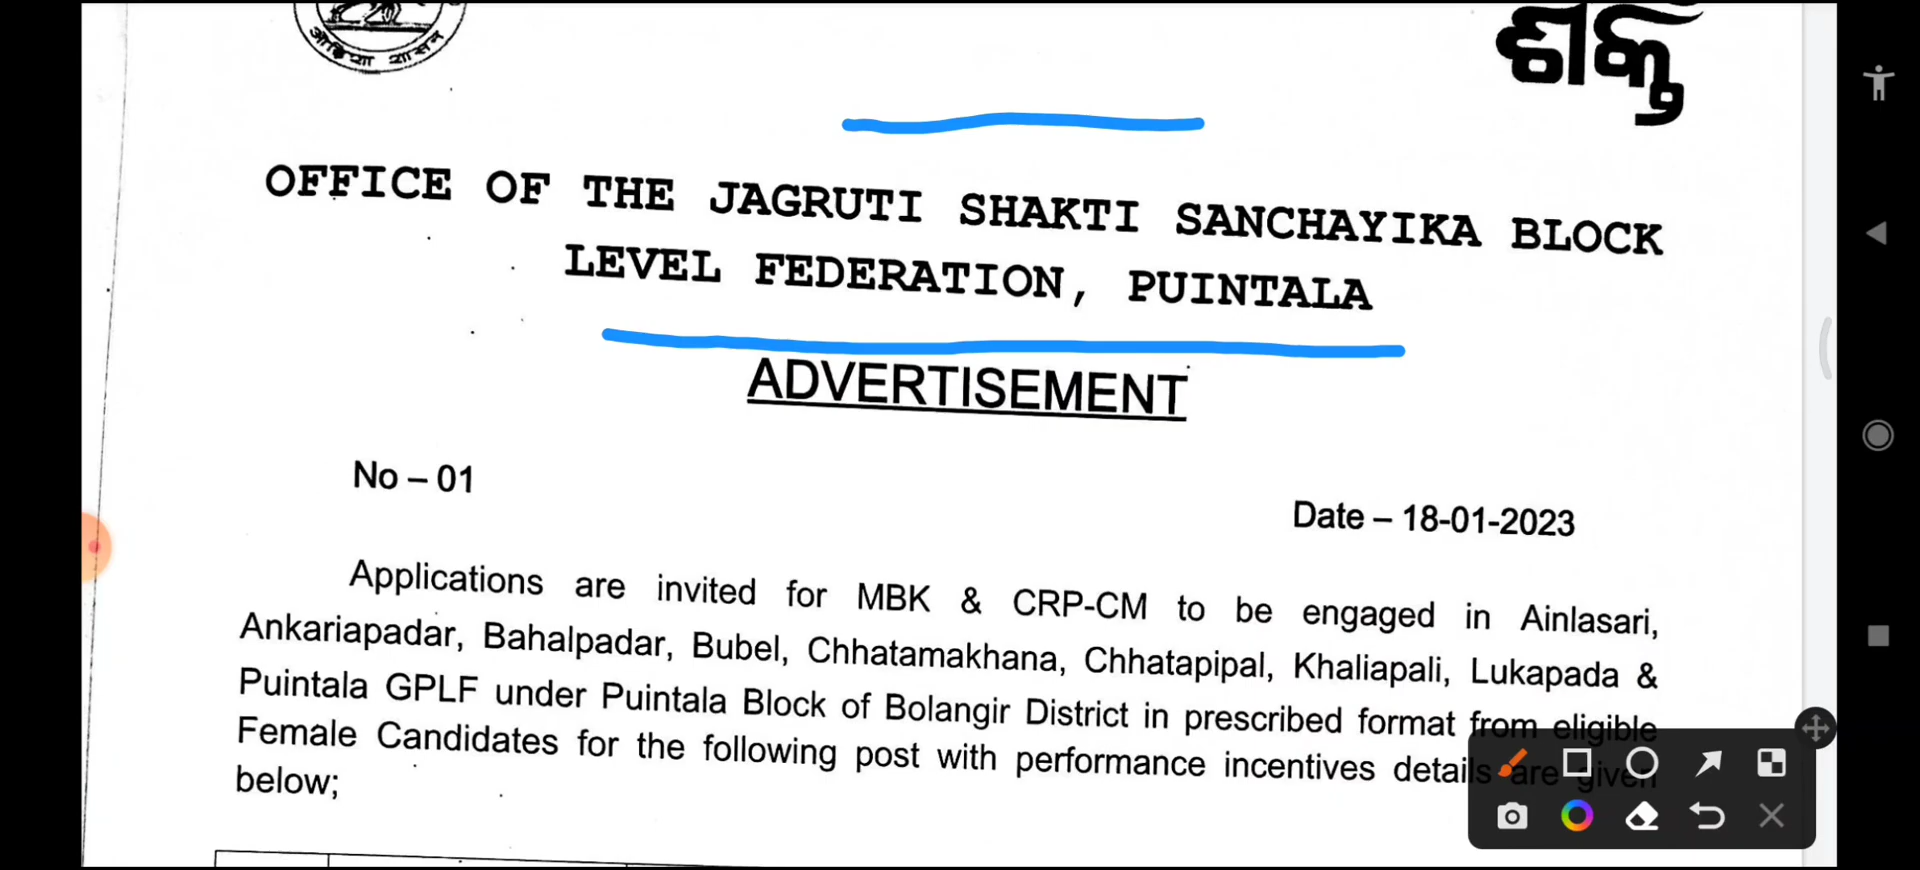 ଶକ୍ତି
ଓଡ଼ିଶା ଶାସନ
OFFICE OF THE JAGRUTI SHAKTI SANCHAYIKA BLOCK
LEVEL FEDERATION, PUINTALA
ADVERTISEMENT
No – 01
Date – 18-01-2023
Applications are invited for MBK & CRP-CM to be engaged in Ainlasari,
Ankariapadar, Bahalpadar, Bubel, Chhatamakhana, Chhatapipal, Khaliapali, Lukapada &
Puintala GPLF under Puintala Block of Bolangir District in prescribed format from eligible
Female Candidates for the following post with performance incentives details are given
below;